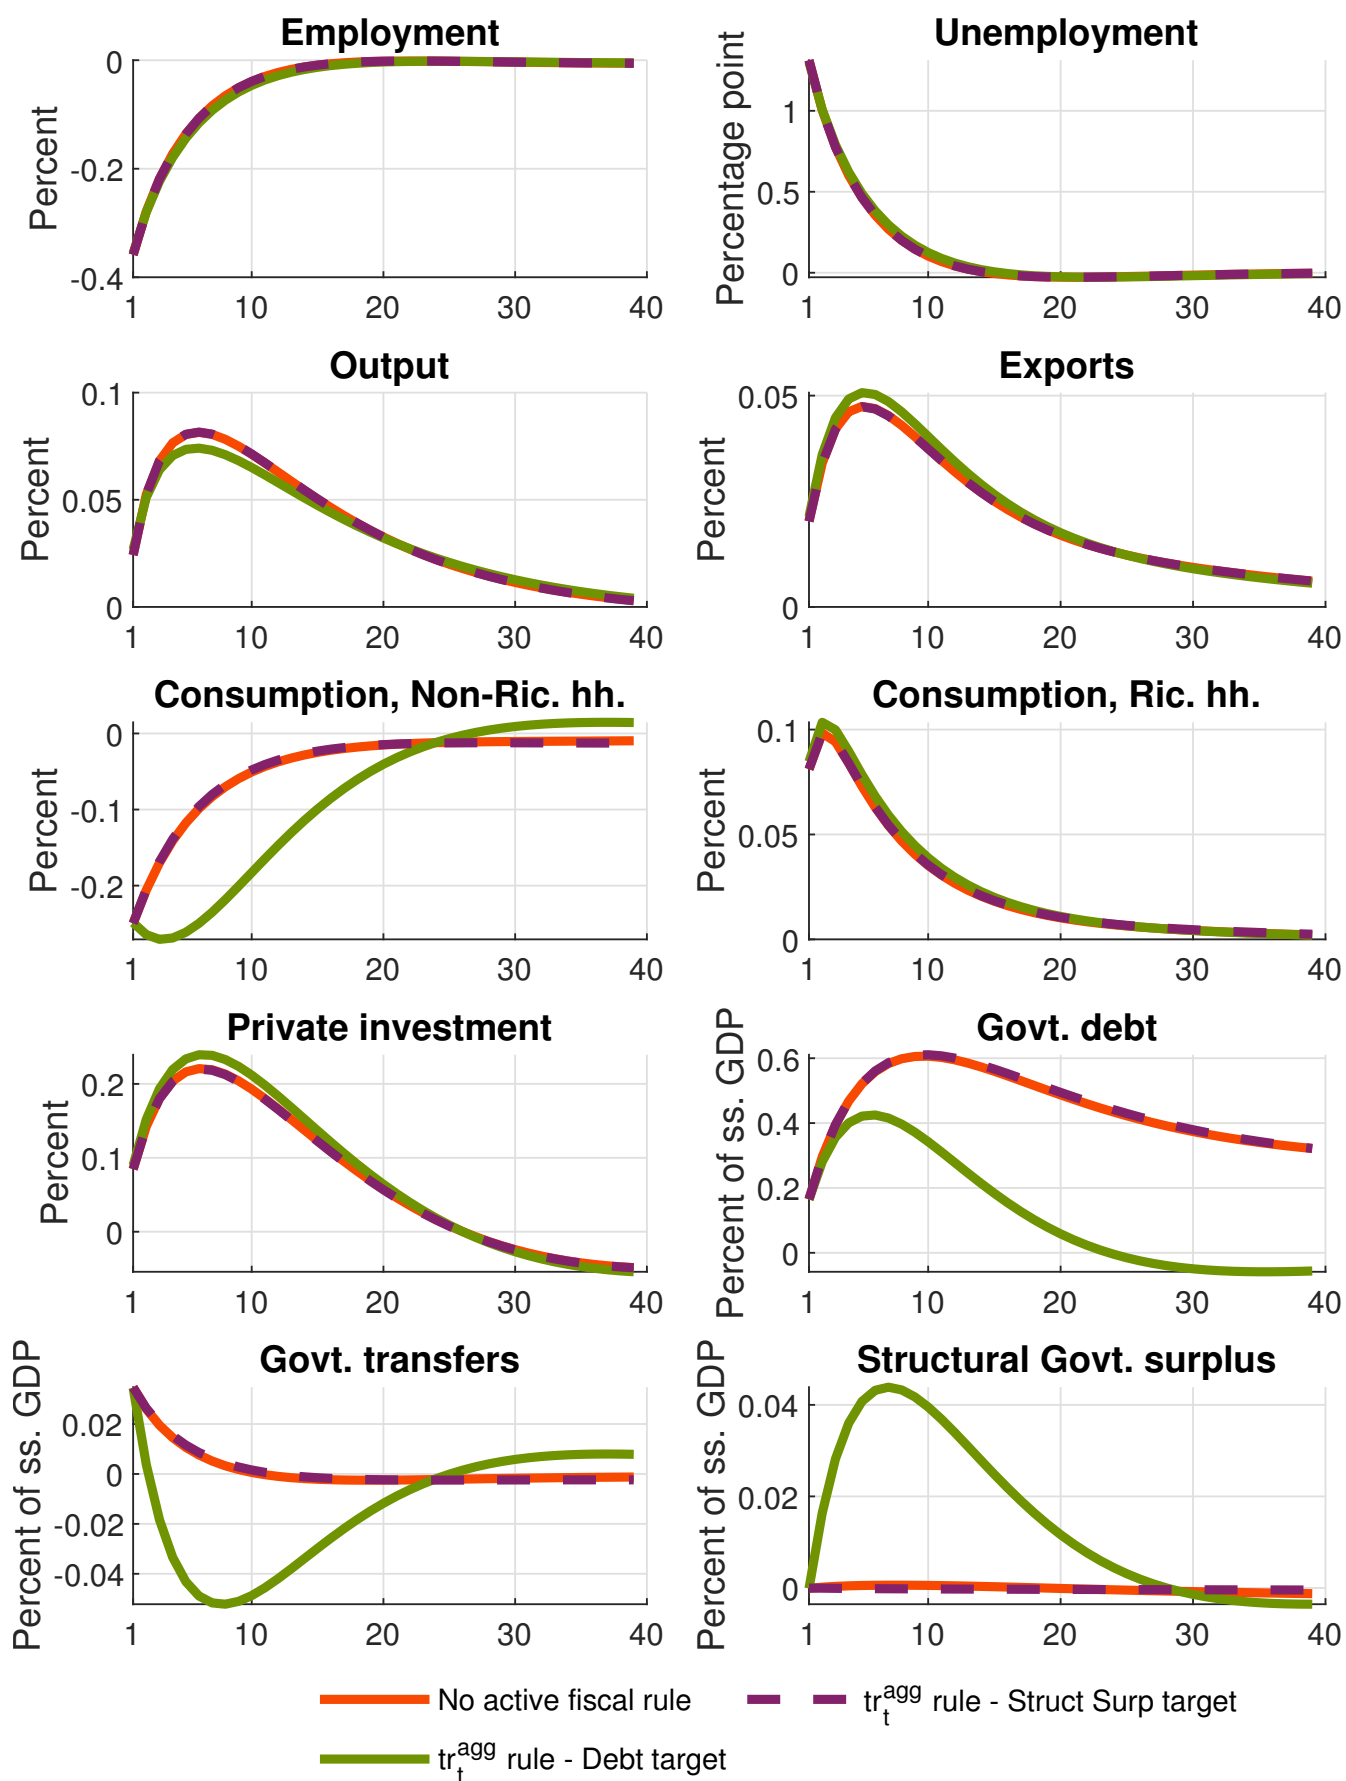 Employment
Percent
0
-0.2
-0.4
1 10 20 30 40
Unemployment
Percentage point
1
0.5
0
1 10 20 30 40
Output
Percent
0.1
0.05
0
1 10 20 30 40
Exports
Percent
0.05
0
1 10 20 30 40
Consumption, Non-Ric. hh.
Percent
0
-0.1
-0.2
1 10 20 30 40
Consumption, Ric. hh.
Percent
0.1
0.05
0
1 10 20 30 40
Private investment
Percent
0.2
0.1
0
1 10 20 30 40
Govt. debt
Percent of ss. GDP
0.6
0.4
0.2
0
1 10 20 30 40
Govt. transfers
Percent of ss. GDP
0.02
0
-0.02
-0.04
1 10 20 30 40
Structural Govt. surplus
Percent of ss. GDP
0.04
0.02
0
1 10 20 30 40
No active fiscal rule
tr_t^agg rule - Struct Surp target
tr_t^agg rule - Debt target